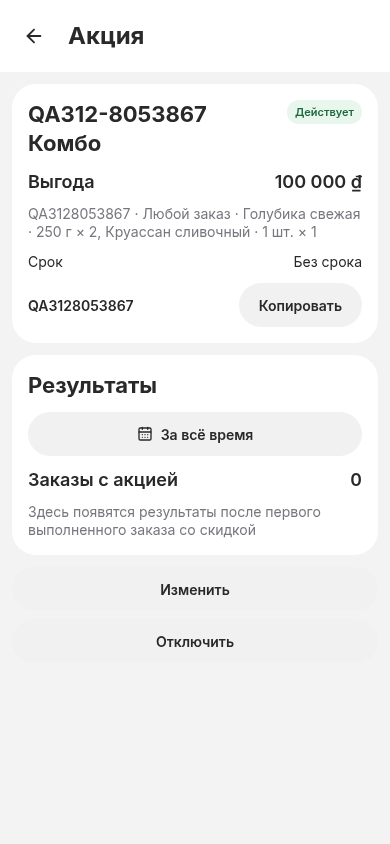 Акция
QA312-8053867
Комбо
Действует
Выгода
100 000 ₫
QA3128053867 · Любой заказ · Голубика свежая
· 250 г × 2, Круассан сливочный · 1 шт. × 1
Срок
Без срока
QA3128053867
Копировать
Результаты
За всё время
Заказы с акцией
0
Здесь появятся результаты после первого
выполненного заказа со скидкой
Изменить
Отключить